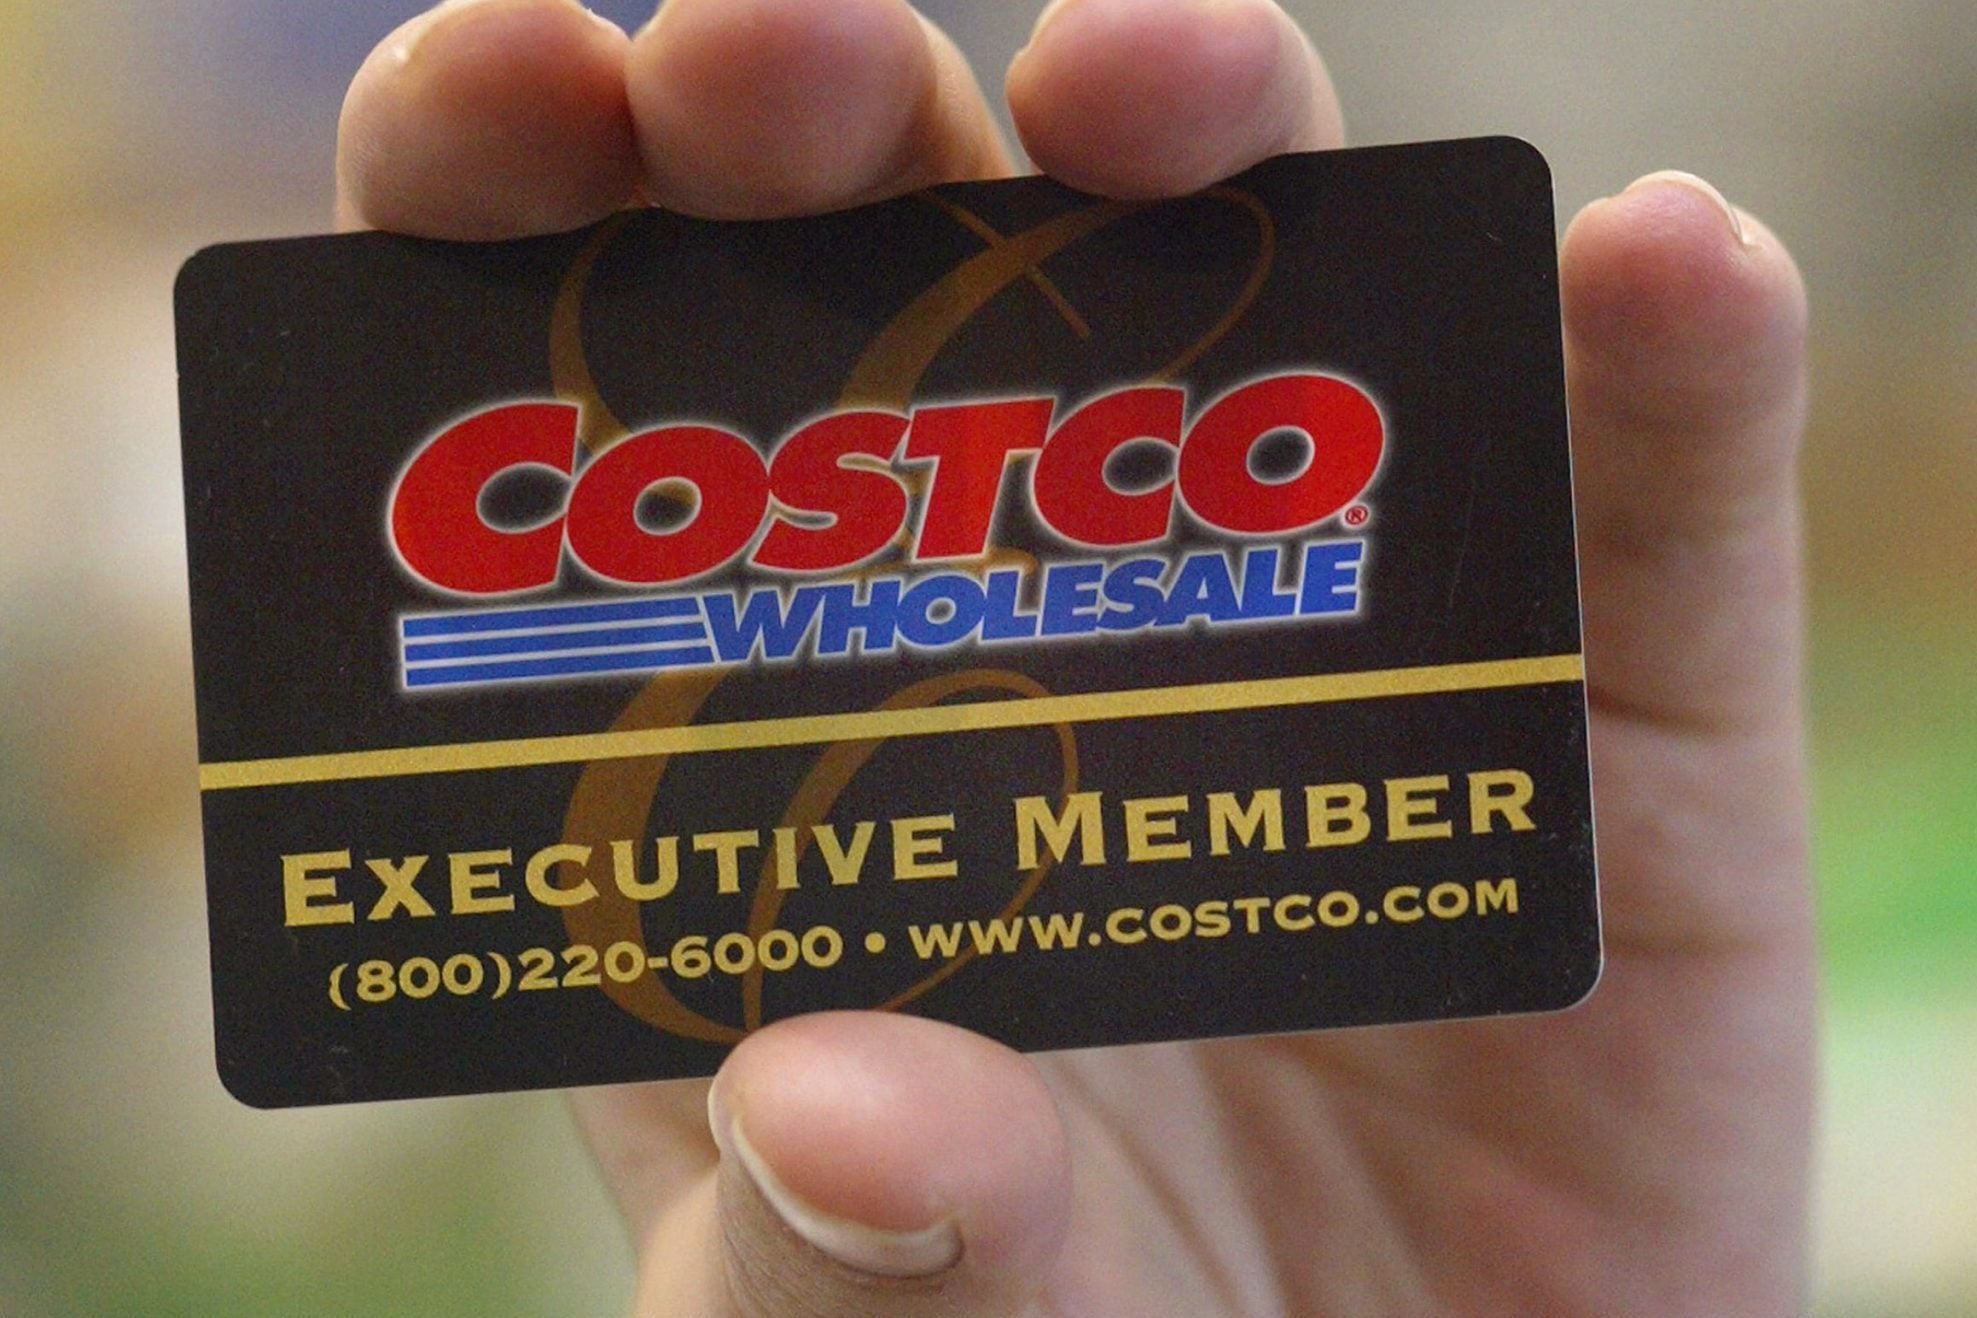 COSTCO®
WHOLESALE
EXECUTIVE MEMBER
(800)220-6000 • WWW.COSTCO.COM